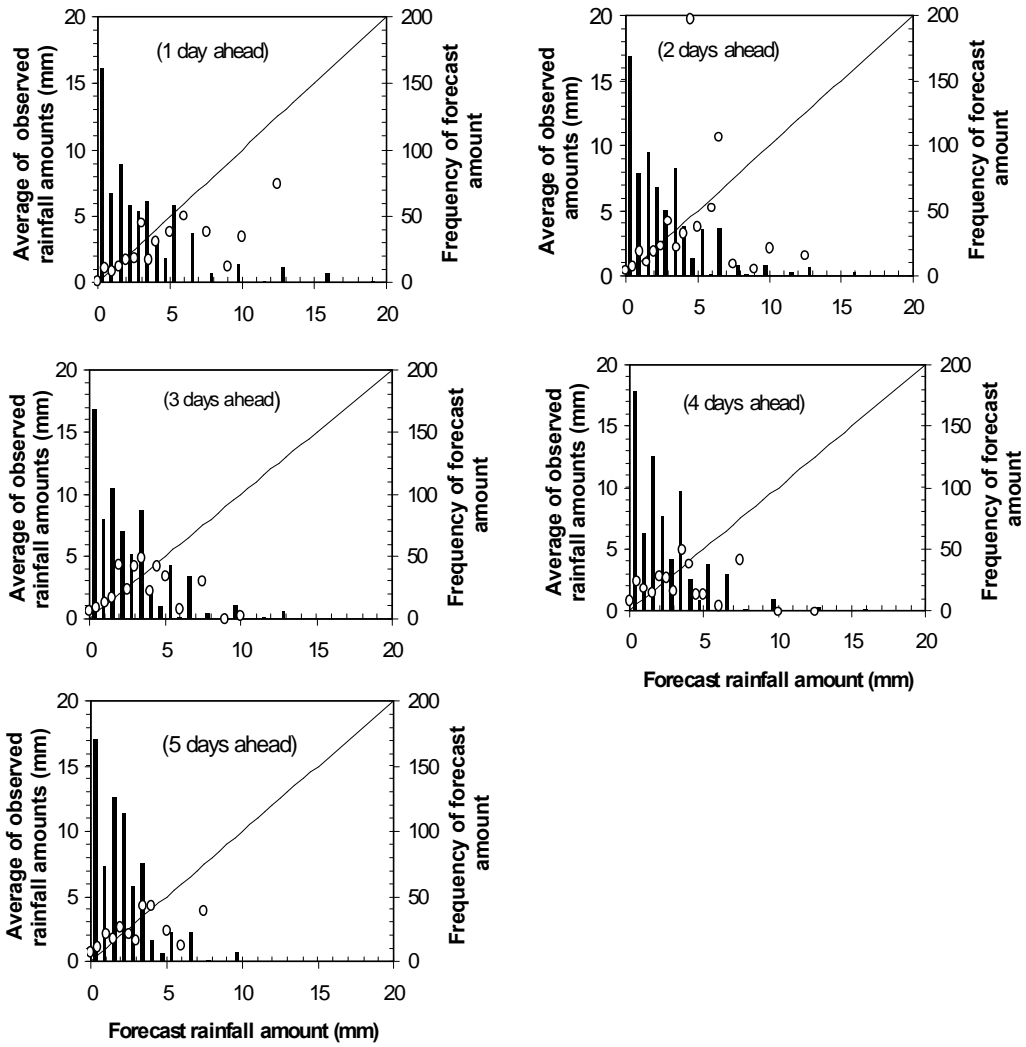 (1 day ahead)
20
15
10
5
0
200
150
100
50
0
0 5 10 15 20
Average of observed
rainfall amounts (mm)
Frequency of forecast
amount
(2 days ahead)
20
15
10
5
0
200
150
100
50
0
0 5 10 15 20
Average of observed
amounts (mm)
Frequency of forecast
amount
(3 days ahead)
20
15
10
5
0
200
150
100
50
0
0 5 10 15 20
Average of observed
rainfall amounts (mm)
Frequency of forecast
amount
(4 days ahead)
20
15
10
5
0
200
150
100
50
0
0 5 10 15 20
Average of observed
rainfall amounts (mm)
Frequency of forecast
amount
Forecast rainfall amount (mm)
(5 days ahead)
20
15
10
5
0
200
150
100
50
0
0 5 10 15 20
Average of observed
rainfall amounts (mm)
Frequency of forecast
amount
Forecast rainfall amount (mm)